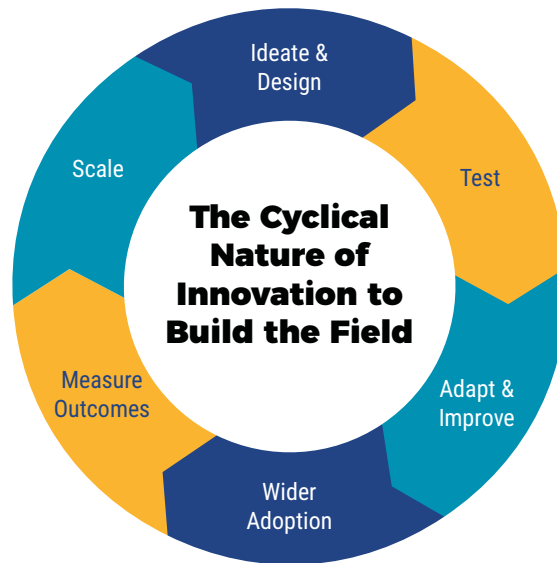 Ideate &
Design
Test
Adapt &
Improve
Wider
Adoption
Measure
Outcomes
Scale
The Cyclical
Nature of
Innovation to
Build the Field